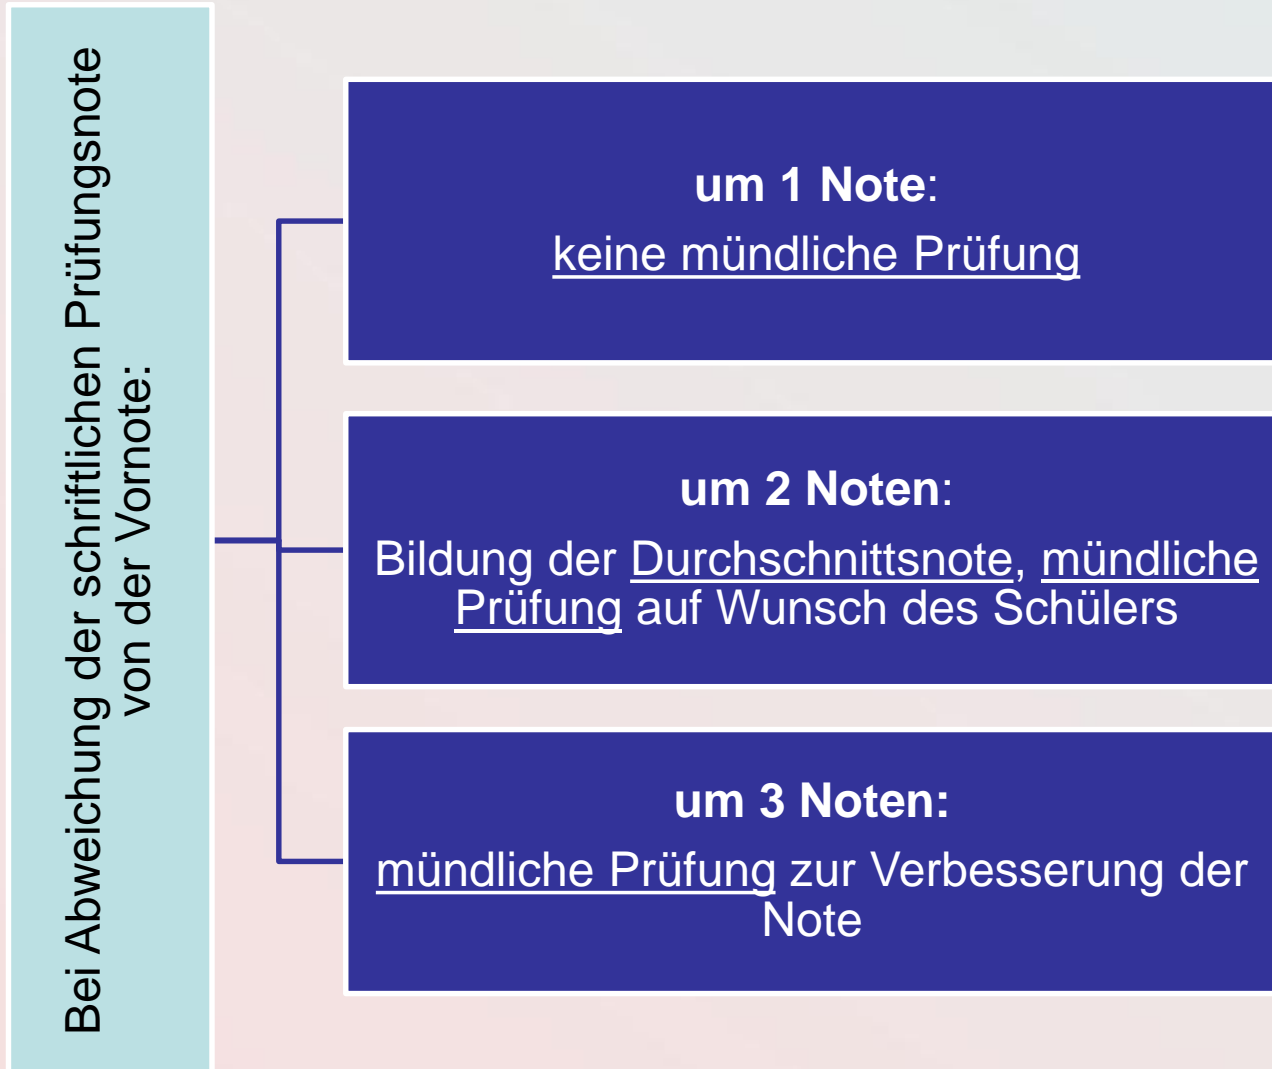 Bei Abweichung der schriftlichen Prüfungsnote
von der Vornote:
um 1 Note:
keine mündliche Prüfung
um 2 Noten:
Bildung der Durchschnittsnote, mündliche
Prüfung auf Wunsch des Schülers
um 3 Noten:
mündliche Prüfung zur Verbesserung der
Note